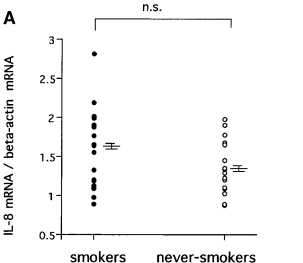 n.s.
A
IL-8 mRNA / beta-actin mRNA
3
2.5
2
1.5
1
0.5
smokers never-smokers